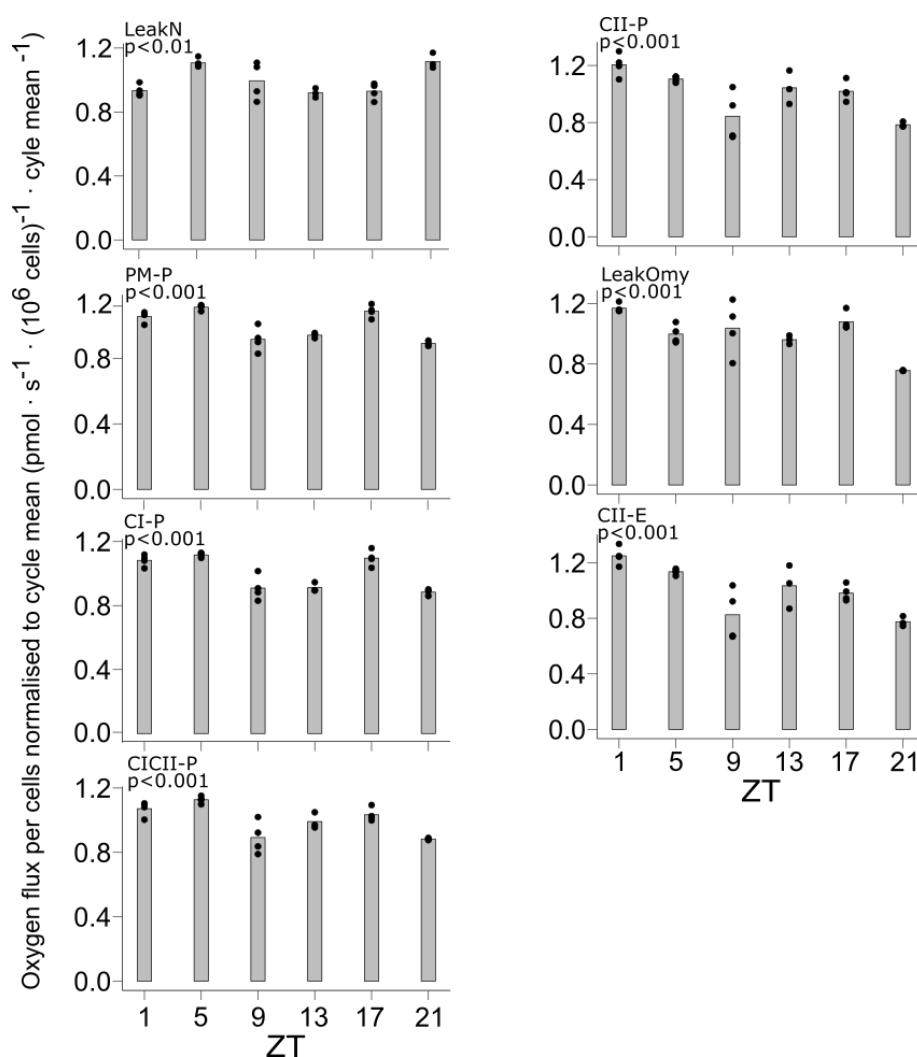 Oxygen flux per cells normalised to cycle mean (pmol · s⁻¹ · (10⁶ cells)⁻¹ · cyle mean ⁻¹)
LeakN
p<0.01
1.2
0.8
0.4
0.0
PM-P
p<0.001
1.2
0.8
0.4
0.0
CI-P
p<0.001
1.2
0.8
0.4
0.0
CICII-P
p<0.001
1.2
0.8
0.4
0.0
1 5 9 13 17 21
ZT
CII-P
p<0.001
1.2
0.8
0.4
0.0
LeakOmy
p<0.001
1.2
0.8
0.4
0.0
CII-E
p<0.001
1.2
0.8
0.4
0.0
1 5 9 13 17 21
ZT